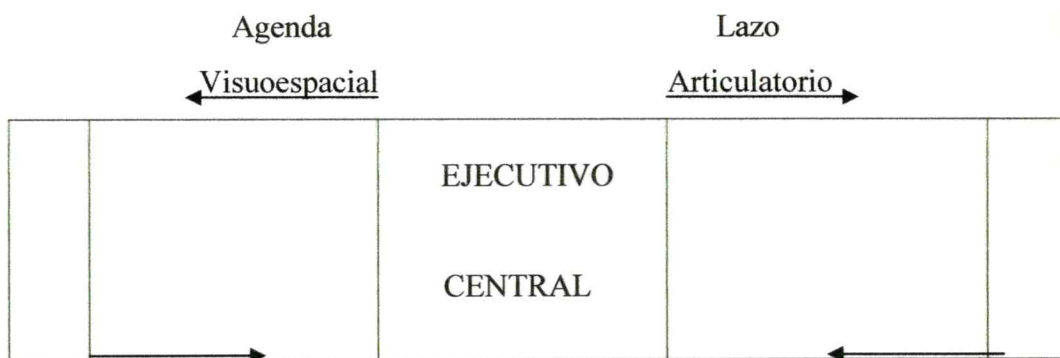 Agenda
Visuoespacial
Lazo
Articulatorio
EJECUTIVO
CENTRAL